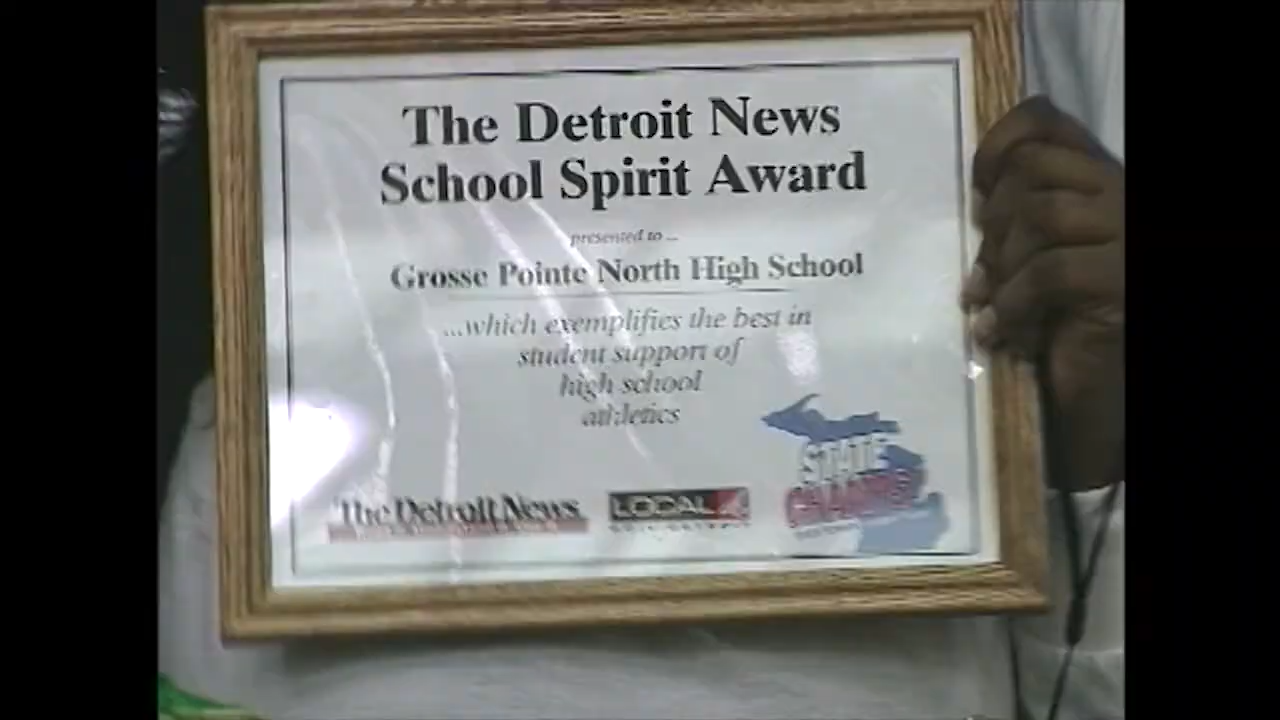 The Detroit News
School Spirit Award
presented to ...
Grosse Pointe North High School
...which exemplifies the best in
student support of
high school
athletics
The Detroit News
LOCAL 4
STATE
CHAMPS!